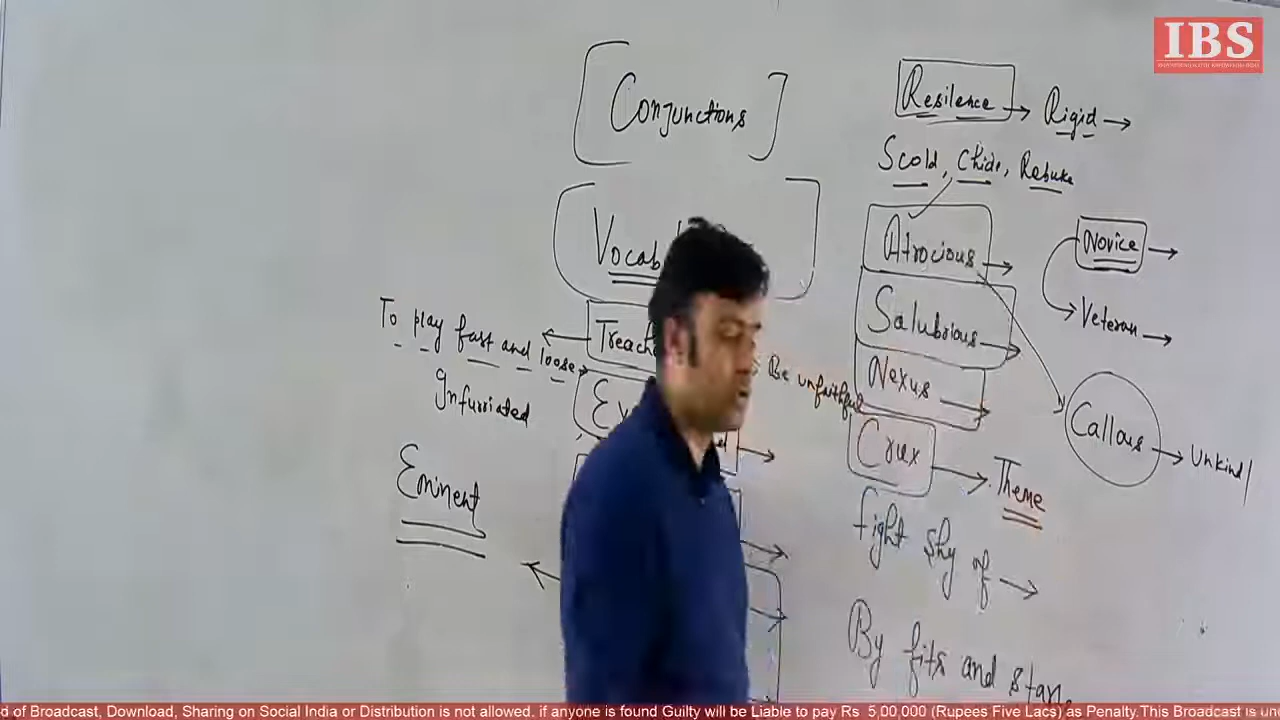 IBS
Conjunctions
Resilence → Rigid →
Scold, Chide, Rebuke
Vocab
Atrocious →
Novice →
Salubrious →
Veteran →
To play fast and loose
Treach
Be unfaithful
Nexus →
Infurriated
Callous → Unkind/
Crux → Theme
Eminent
fight shy of →
By fits and star
d of Broadcast, Download, Sharing on Social India or Distribution is not allowed. if anyone is found Guilty will be Liable to pay Rs 5,00,000 (Rupees Five Lacs) as Penalty.This Broadcast is un